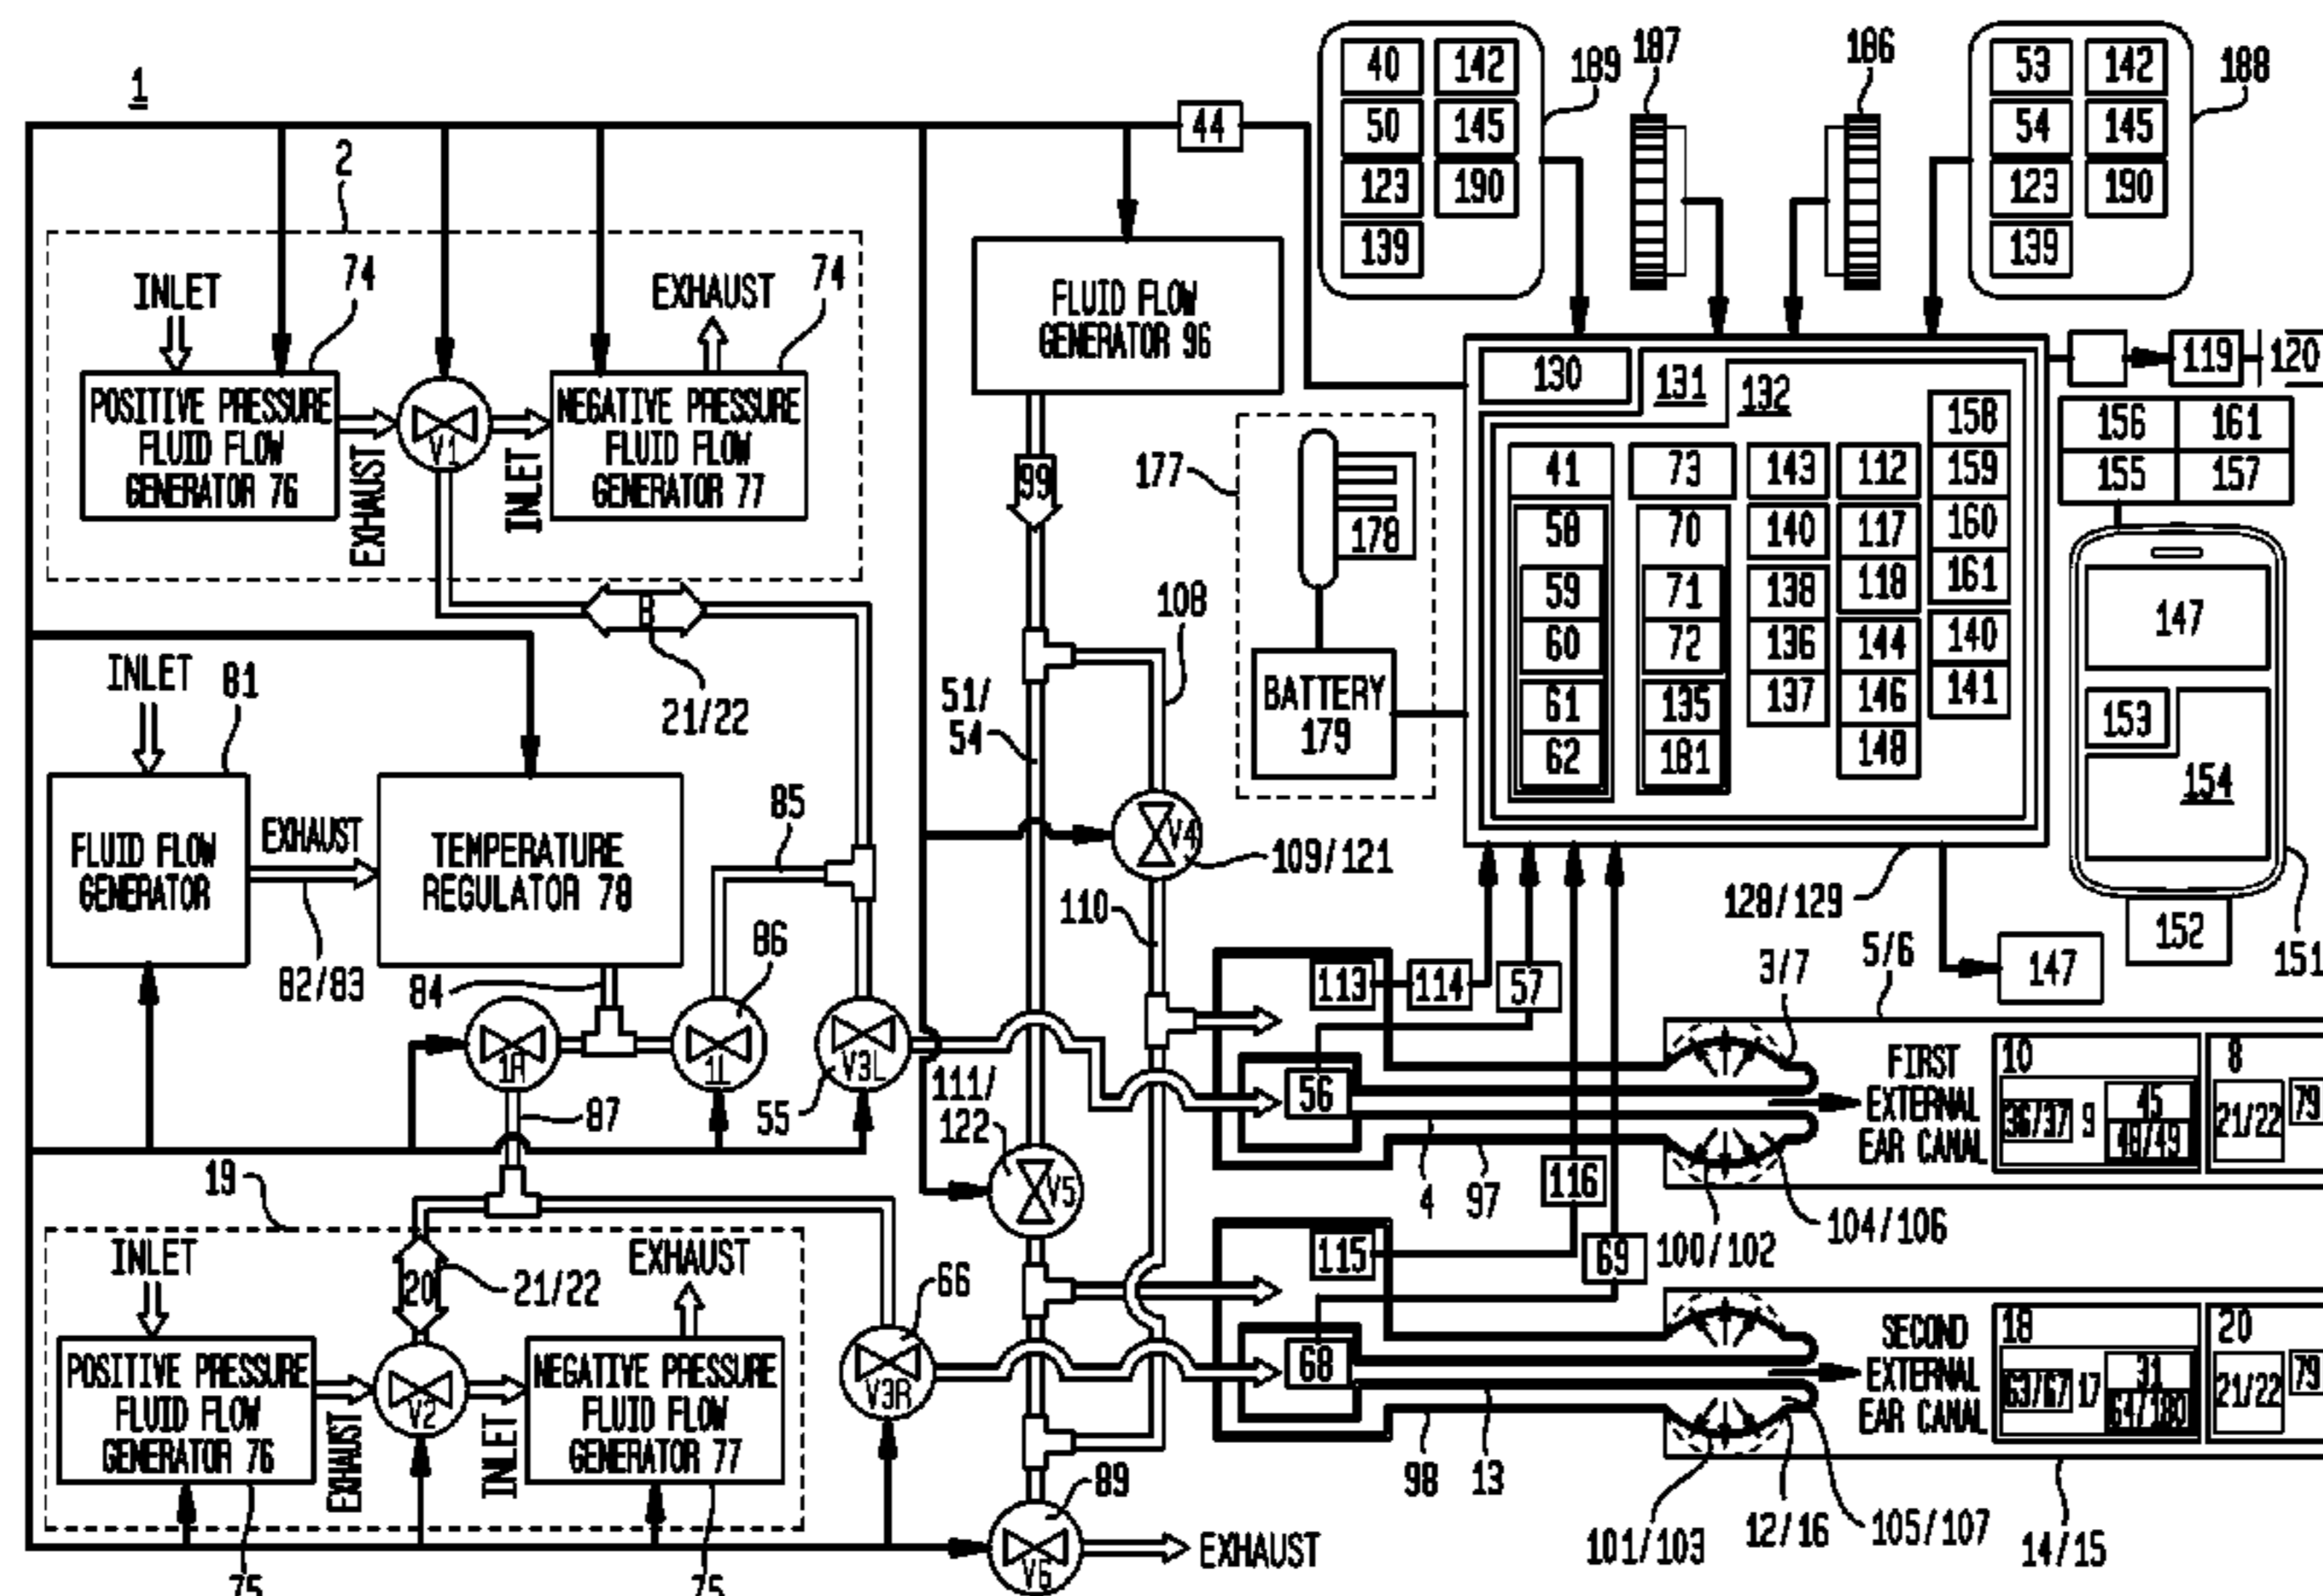 1
2
INLET
74
EXHAUST
74
POSITIVE PRESSURE
FLUID FLOW
GENERATOR 76
EXHAUST
V1
INLET
NEGATIVE PRESSURE
FLUID FLOW
GENERATOR 77
21/22
INLET
81
FLUID FLOW
GENERATOR
EXHAUST
82/83
TEMPERATURE
REGULATOR 78
84
85
86
1R
1L
V3L
55
87
19
INLET
20
21/22
EXHAUST
66
POSITIVE PRESSURE
FLUID FLOW
GENERATOR 76
EXHAUST
V2
INLET
NEGATIVE PRESSURE
FLUID FLOW
GENERATOR 77
V3R
75
75
44
FLUID FLOW
GENERATOR 96
99
108
51/
54
V4
109/121
110
111/
122
V5
89
V6
EXHAUST
177
178
BATTERY
179
40 142
50 145
123 190
139
189
187
186
53 142
54 145
123 190
139
188
130
131
132
41
58
59
60
61
62
73
70
71
72
135
181
143
140
138
136
137
112
117
118
144
146
148
158
159
160
161
140
141
119
120
156 161
155 157
147
153
154
151
152
128/129
147
113
114
57
56
4
97
116
115
69
68
13
98
3/7
5/6
FIRST
EXTERNAL
EAR CANAL
10
36/37
9
45
48/49
8
21/22
79
100/102
104/106
SECOND
EXTERNAL
EAR CANAL
18
63/67
17
31
64/180
20
21/22
79
101/103
12/16
105/107
14/15